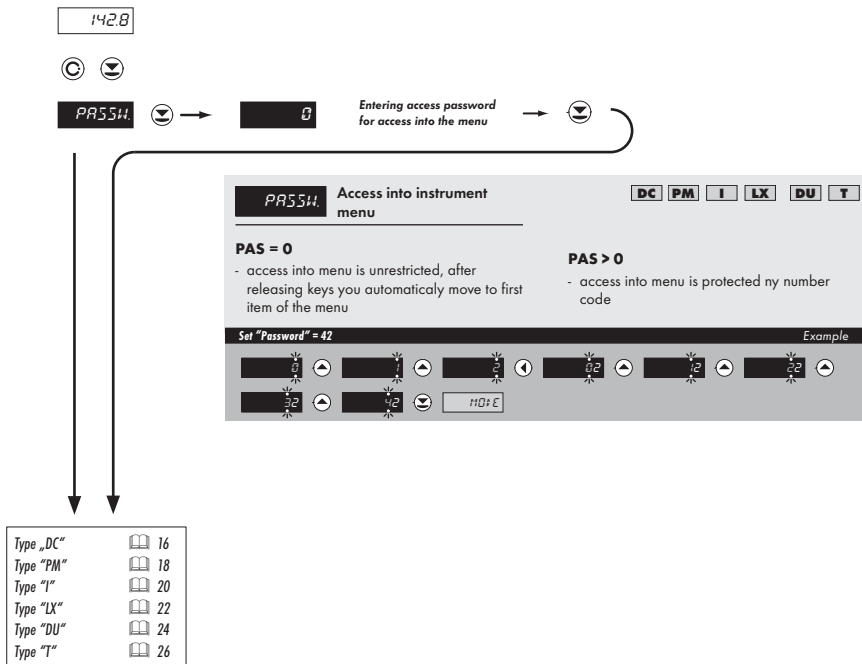 142.8
PASSW.
0
Entering access password
for access into the menu
PASSW.
Access into instrument
menu
DC PM I LX DU T
PAS = 0
- access into menu is unrestricted, after
releasing keys you automaticaly move to first
item of the menu
PAS > 0
- access into menu is protected ny number
code
Set "Password" = 42 Example
0 1 2 02 12 22
32 42
Type „DC“ 16
Type “PM” 18
Type “I” 20
Type “LX” 22
Type “DU” 24
Type “T” 26